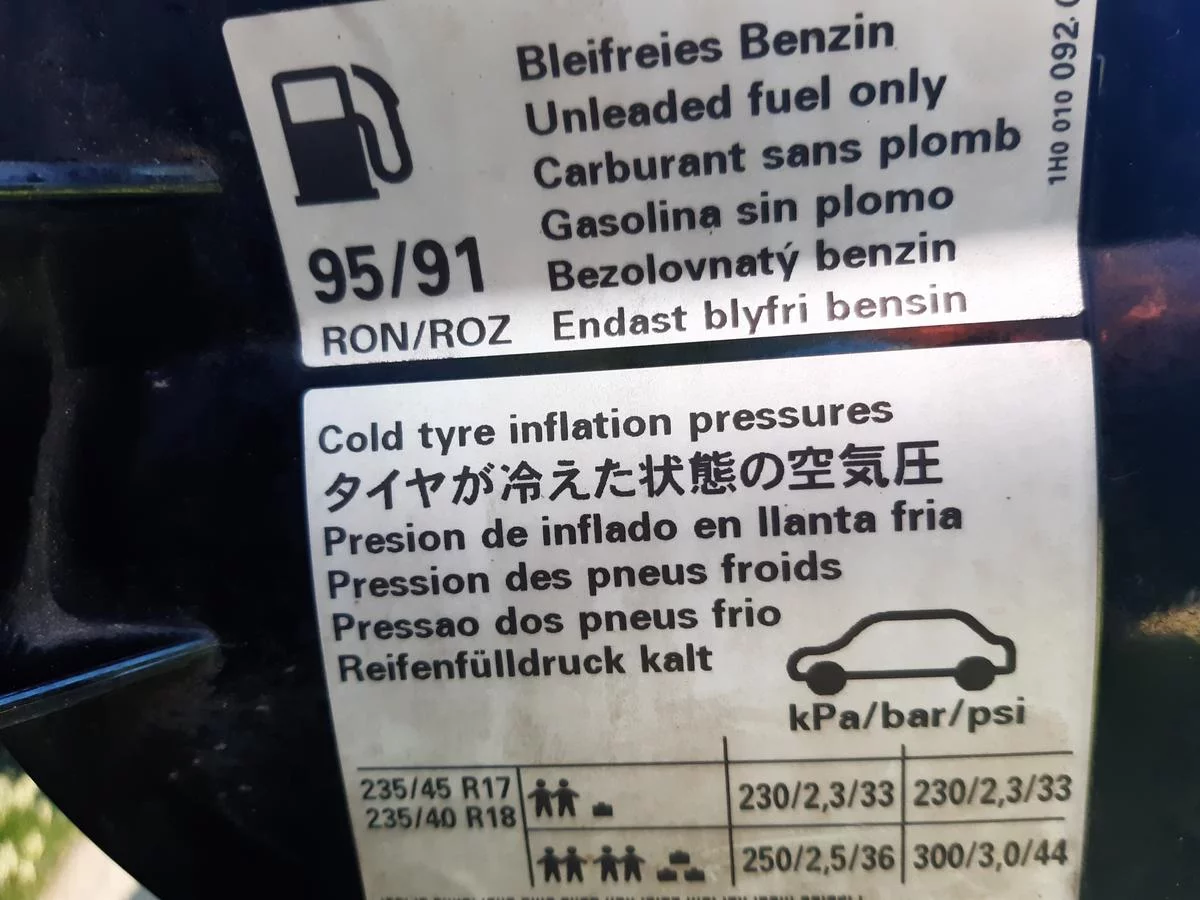 Bleifreies Benzin
Unleaded fuel only
Carburant sans plomb
Gasolina sin plomo
Bezolovnatý benzin
Endast blyfri bensin
95/91
RON/ROZ
1H0 010 092.
Cold tyre inflation pressures
タイヤが冷えた状態の空気圧
Presion de inflado en llanta fria
Pression des pneus froids
Pressao dos pneus frio
Reifenfülldruck kalt
kPa/bar/psi
235/45 R17
235/40 R18
230/2,3/33 230/2,3/33
250/2,5/36 300/3,0/44